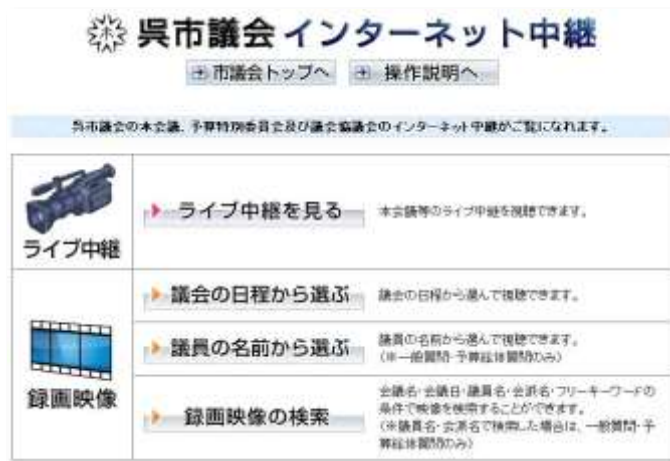 呉市議会 インターネット中継
市議会トップへ 操作説明へ
呉市議会の本会議、予算特別委員会及び議会協議会のインターネット中継がご覧になれます。
ライブ中継
ライブ中継を見る
本会議等のライブ中継を視聴できます。
録画映像
議会の日程から選ぶ
議会の日程から選んで視聴できます。
議員の名前から選ぶ
議員の名前から選んで視聴できます。
(※一般質問・予算総体質問のみ)
録画映像の検索
会議名・会議日・議員名・会派名・フリーキーワードの
条件で映像を検索することができます。
(※議員名・会派名で検索した場合は、一般質問・予
算総体質問のみ)